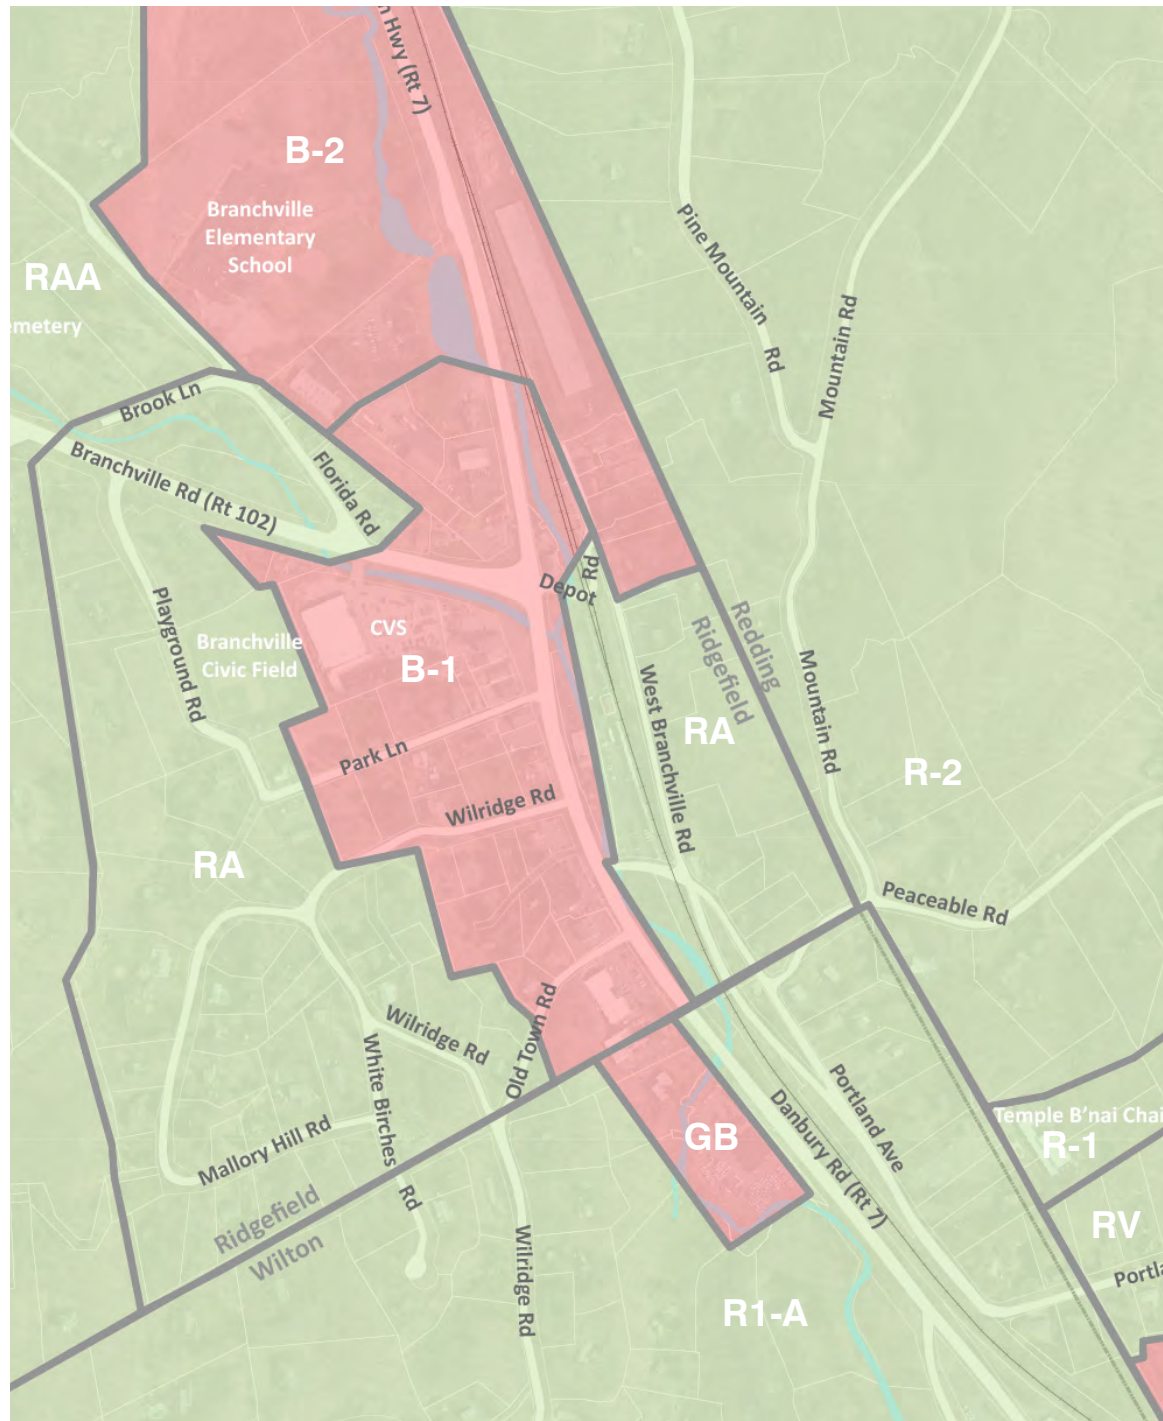 n Hwy (Rt 7)
B-2
Branchville
Elementary
School
RAA
emetery
Pine Mountain Rd
Mountain Rd
Brook Ln
Branchville Rd (Rt 102)
Florida Rd
Depot Rd
Playground Rd
CVS
B-1
Branchville
Civic Field
Redding
Ridgefield
West Branchville Rd
RA
Mountain Rd
R-2
Park Ln
Wilridge Rd
RA
Peaceable Rd
Old Town Rd
Wilridge Rd
White Birches Rd
Mallory Hill Rd
Portland Ave
Danbury Rd (Rt 7)
GB
Temple B'nai Chai
R-1
Ridgefield
Wilton
Wilridge Rd
RV
Portla
R1-A